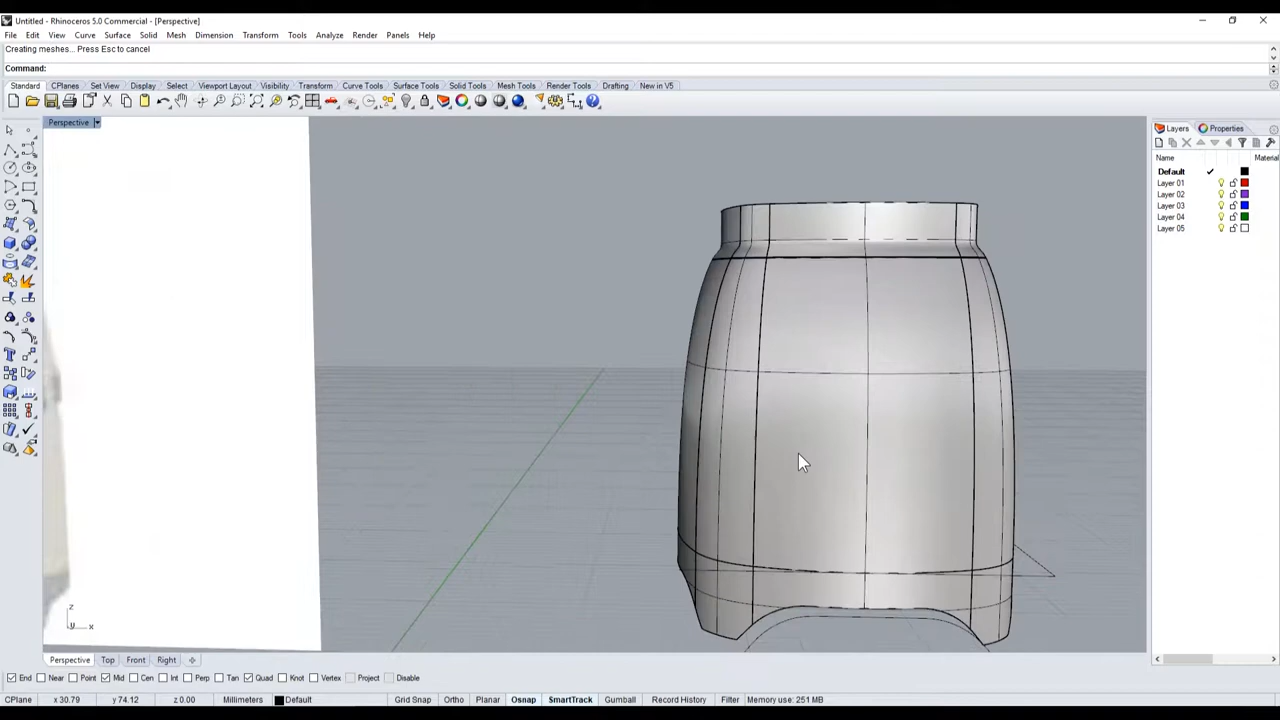 Untitled - Rhinoceros 5.0 Commercial - [Perspective]
File Edit View Curve Surface Solid Mesh Dimension Transform Tools Analyze Render Panels Help
Creating meshes... Press Esc to cancel
Command:
Standard CPlanes Set View Display Select Viewport Layout Visibility Transform Curve Tools Surface Tools Solid Tools Mesh Tools Render Tools Drafting New in V5
Perspective
Layers Properties
Name Material
Default
Layer 01
Layer 02
Layer 03
Layer 04
Layer 05
z
y x
Perspective Top Front Right
End Near Point Mid Cen Int Perp Tan Quad Knot Vertex Project Disable
CPlane x 30.79 y 74.12 z 0.00 Millimeters Default Grid Snap Ortho Planar Osnap SmartTrack Gumball Record History Filter Memory use: 251 MB